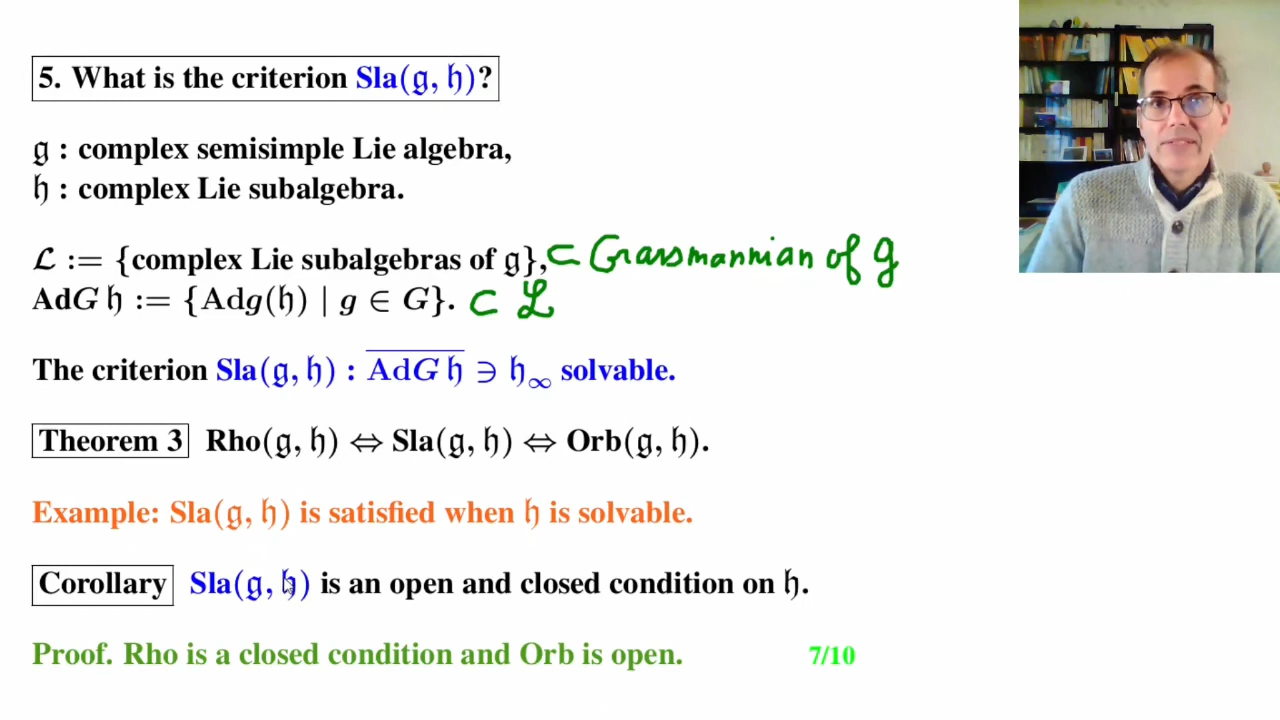 5. What is the criterion Sla(𝔤, 𝔥)?
𝔤 : complex semisimple Lie algebra,
𝔥 : complex Lie subalgebra.
ℒ := {complex Lie subalgebras of 𝔤}, ⊂ Grassmannian of 𝔤
AdG 𝔥 := {Adg(𝔥) | g ∈ G}. ⊂ ℒ
The criterion Sla(𝔤, 𝔥) : \overline{AdG 𝔥} ∋ 𝔥_∞ solvable.
Theorem 3 Rho(𝔤, 𝔥) ⇔ Sla(𝔤, 𝔥) ⇔ Orb(𝔤, 𝔥).
Example: Sla(𝔤, 𝔥) is satisfied when 𝔥 is solvable.
Corollary Sla(𝔤, 𝔥) is an open and closed condition on 𝔥.
Proof. Rho is a closed condition and Orb is open. 7/10